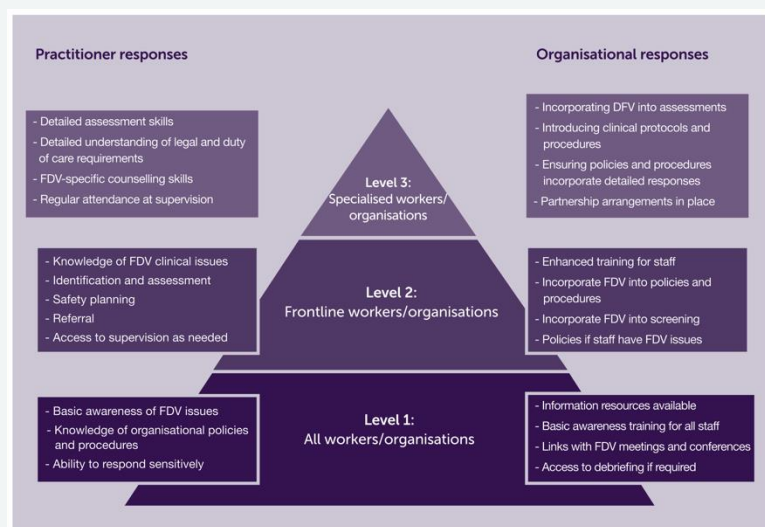 Practitioner responses
Organisational responses
- Detailed assessment skills
- Detailed understanding of legal and duty
of care requirements
- FDV-specific counselling skills
- Regular attendance at supervision
Level 3:
Specialised workers/
organisations
- Incorporating DFV into assessments
- Introducing clinical protocols and
procedures
- Ensuring policies and procedures
incorporate detailed responses
- Partnership arrangements in place
- Knowledge of FDV clinical issues
- Identification and assessment
- Safety planning
- Referral
- Access to supervision as needed
Level 2:
Frontline workers/organisations
- Enhanced training for staff
- Incorporate FDV into policies and
procedures
- Incorporate FDV into screening
- Policies if staff have FDV issues
- Basic awareness of FDV issues
- Knowledge of organisational policies
and procedures
- Ability to respond sensitively
Level 1:
All workers/organisations
- Information resources available
- Basic awareness training for all staff
- Links with FDV meetings and conferences
- Access to debriefing if required